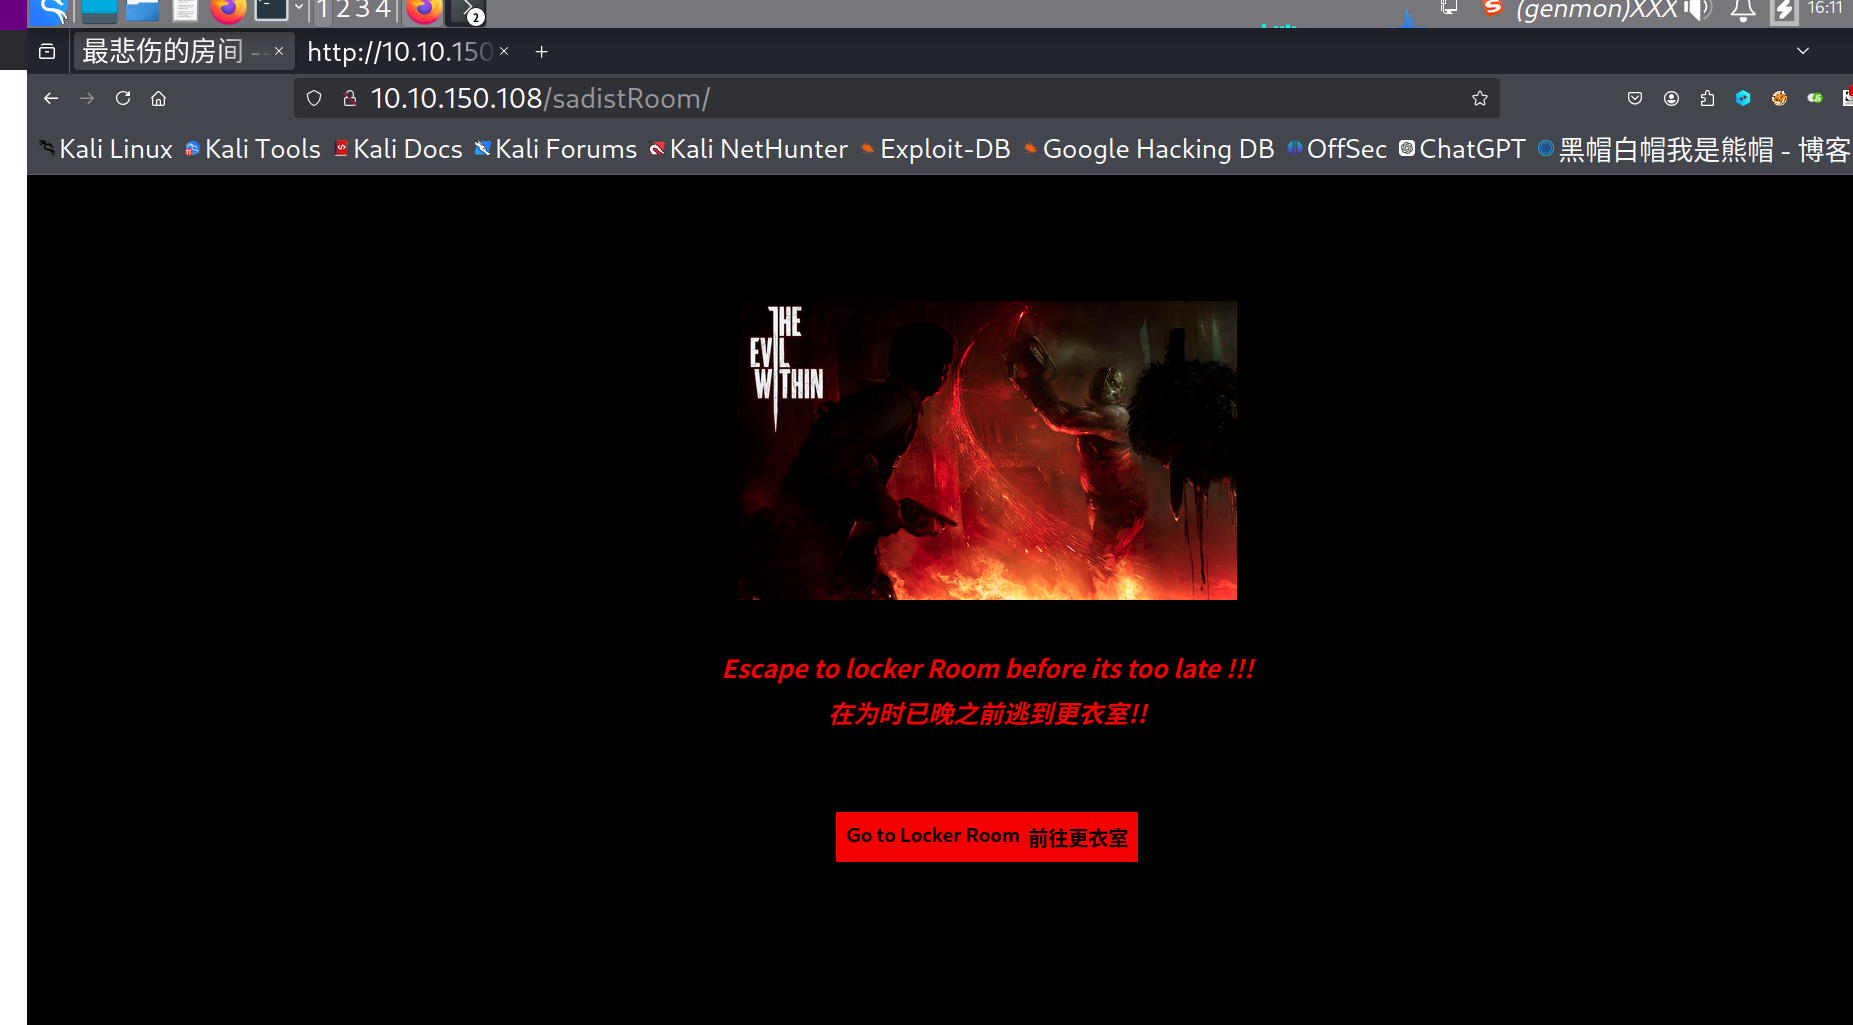 1 2 3 4
2
(genmon)XXX
16:11
最悲伤的房间 --
http://10.10.150
10.10.150.108/sadistRoom/
Kali Linux Kali Tools Kali Docs Kali Forums Kali NetHunter Exploit-DB Google Hacking DB OffSec ChatGPT 黑帽白帽我是熊帽 - 博客
THE
EVIL
WITHIN
Escape to locker Room before its too late !!!
在为时已晚之前逃到更衣室!!
Go to Locker Room 前往更衣室